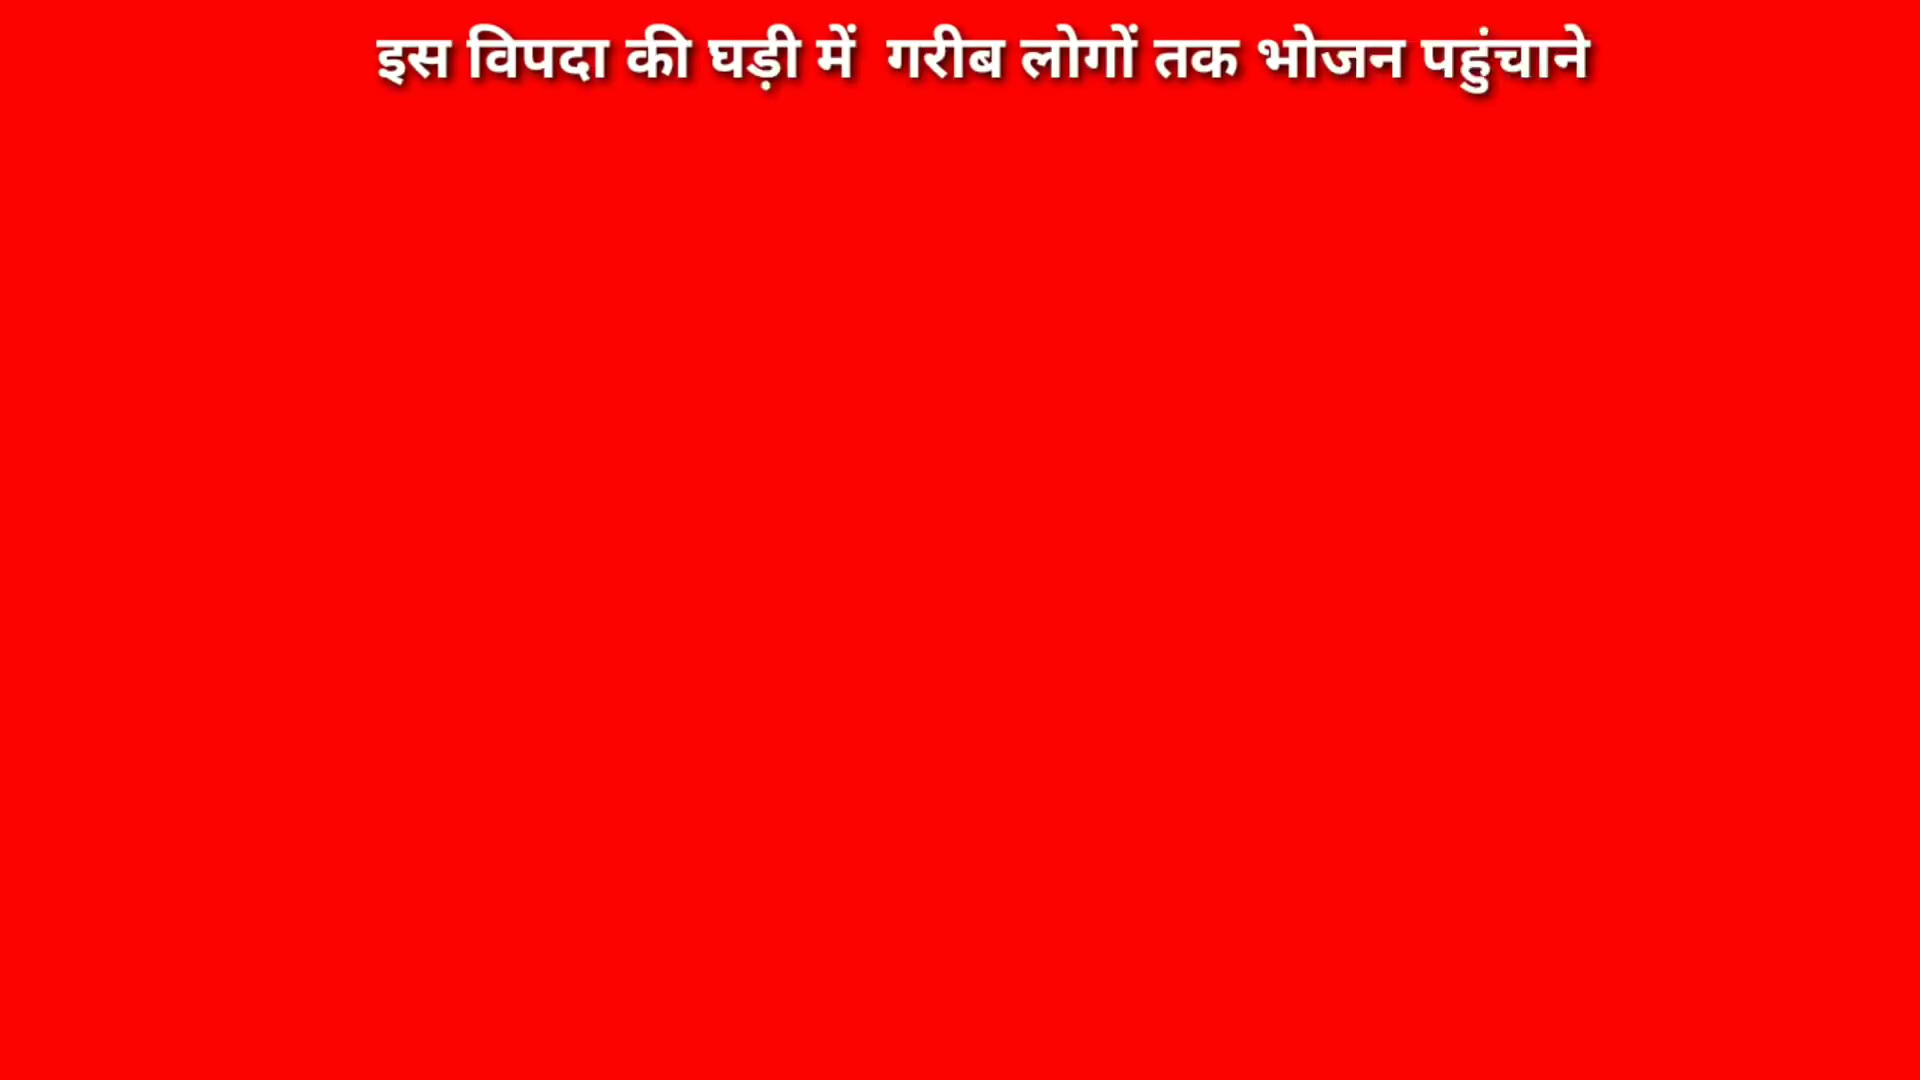 इस विपदा की घड़ी में गरीब लोगों तक भोजन पहुंचाने